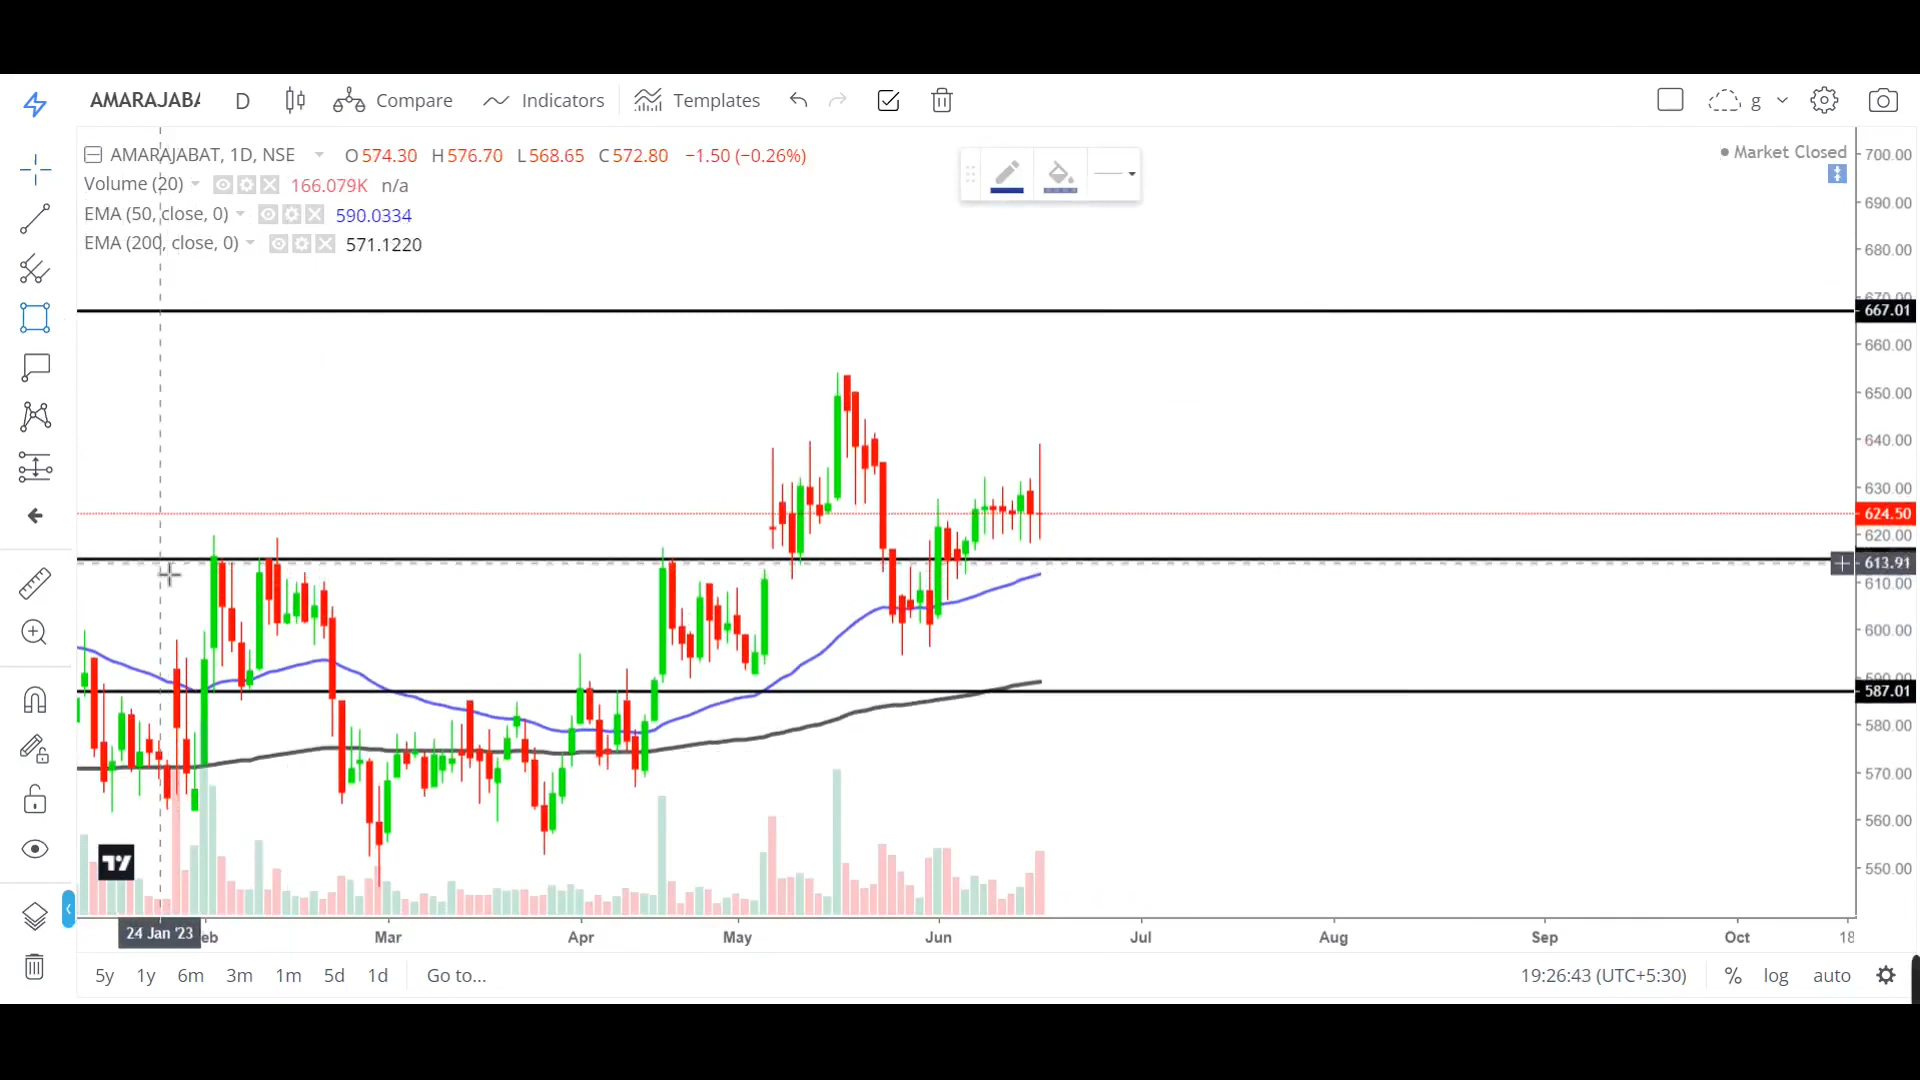 AMARAJABA D Compare Indicators Templates g
AMARAJABAT, 1D, NSE O574.30 H576.70 L568.65 C572.80 −1.50 (−0.26%)
Market Closed
Volume (20) 166.079K n/a
EMA (50, close, 0) 590.0334
EMA (200, close, 0) 571.1220
700.00
690.00
680.00
670.00
667.01
660.00
650.00
640.00
630.00
624.50
620.00
613.91
610.00
600.00
590.00
587.01
580.00
570.00
560.00
550.00
24 Jan '23 eb Mar Apr May Jun Jul Aug Sep Oct 18
5y 1y 6m 3m 1m 5d 1d Go to... 19:26:43 (UTC+5:30) % log auto